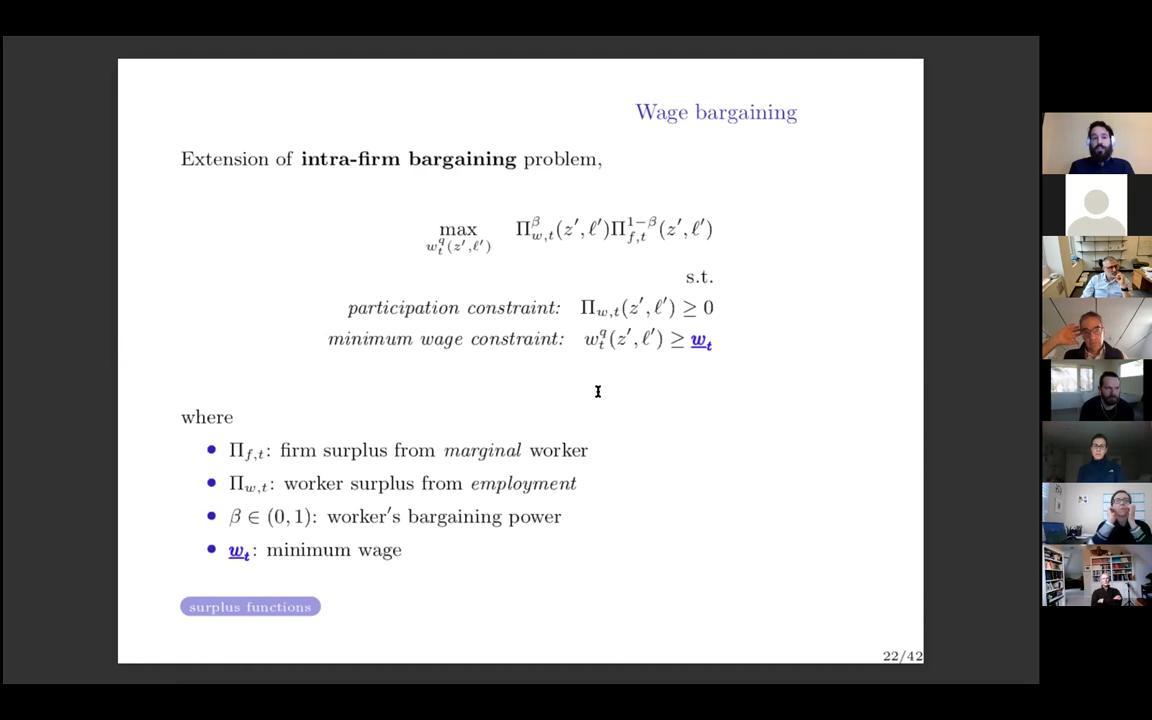 Wage bargaining
Extension of intra-firm bargaining problem,
max Π^β_{w,t}(z′, ℓ′)Π^{1−β}_{f,t}(z′, ℓ′)
w^q_t(z′,ℓ′)
s.t.
participation constraint: Π_{w,t}(z′, ℓ′) ≥ 0
minimum wage constraint: w^q_t(z′, ℓ′) ≥ w̲_t
where
• Π_{f,t}: firm surplus from marginal worker
• Π_{w,t}: worker surplus from employment
• β ∈ (0, 1): worker's bargaining power
• w̲_t: minimum wage
surplus functions
22/42